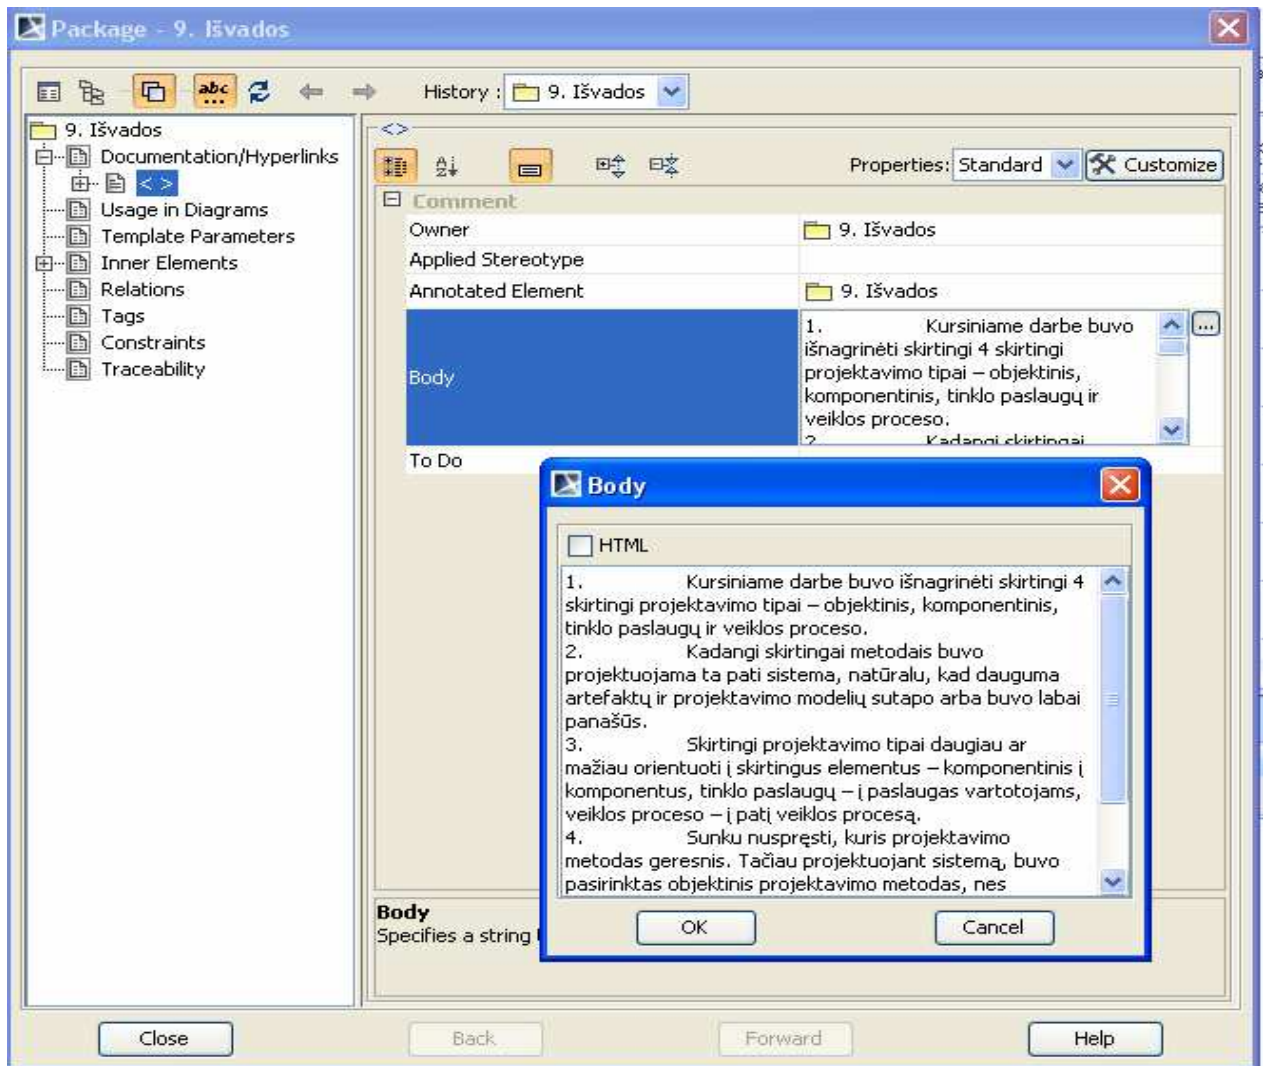 Package - 9. Išvados
abc
History : 9. Išvados
9. Išvados
Documentation/Hyperlinks
< >
Usage in Diagrams
Template Parameters
Inner Elements
Relations
Tags
Constraints
Traceability
<>
Properties: Standard Customize
Comment
Owner 9. Išvados
Applied Stereotype
Annotated Element 9. Išvados
Body
1. Kursiniame darbe buvo
išnagrinėti skirtingi 4 skirtingi
projektavimo tipai – objektinis,
komponentinis, tinklo paslaugų ir
veiklos proceso.
2. Kadangi skirtingai
...
To Do
Body
HTML
1. Kursiniame darbe buvo išnagrinėti skirtingi 4
skirtingi projektavimo tipai – objektinis, komponentinis,
tinklo paslaugų ir veiklos proceso.
2. Kadangi skirtingai metodais buvo
projektuojama ta pati sistema, natūralu, kad dauguma
artefaktų ir projektavimo modelių sutapo arba buvo labai
panašūs.
3. Skirtingi projektavimo tipai daugiau ar
mažiau orientuoti į skirtingus elementus – komponentinis į
komponentus, tinklo paslaugų – į paslaugas vartotojams,
veiklos proceso – į patį veiklos procesą.
4. Sunku nuspręsti, kuris projektavimo
metodas geresnis. Tačiau projektuojant sistemą, buvo
pasirinktas objektinis projektavimo metodas, nes
OK Cancel
Body
Specifies a string
Close Back Forward Help